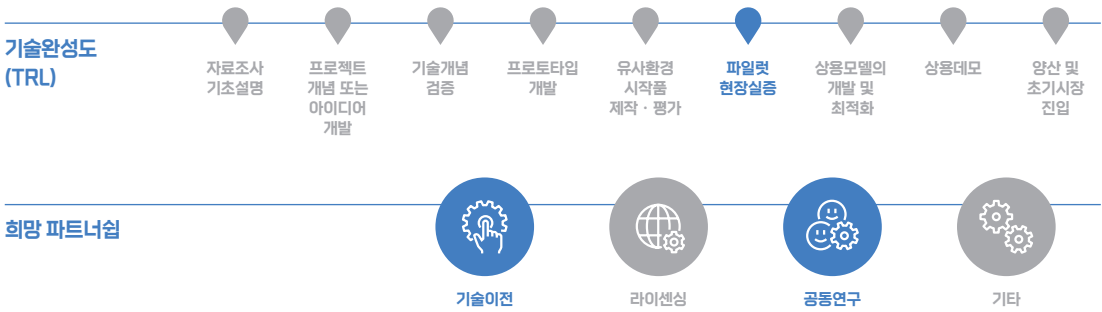 기술완성도
(TRL)
자료조사
기초설명
프로젝트
개념 또는
아이디어
개발
기술개념
검증
프로토타입
개발
유사환경
시작품
제작 · 평가
파일럿
현장실증
상용모델의
개발 및
최적화
상용데모
양산 및
초기시장
진입
희망 파트너쉽
기술이전
라이센싱
공동연구
기타